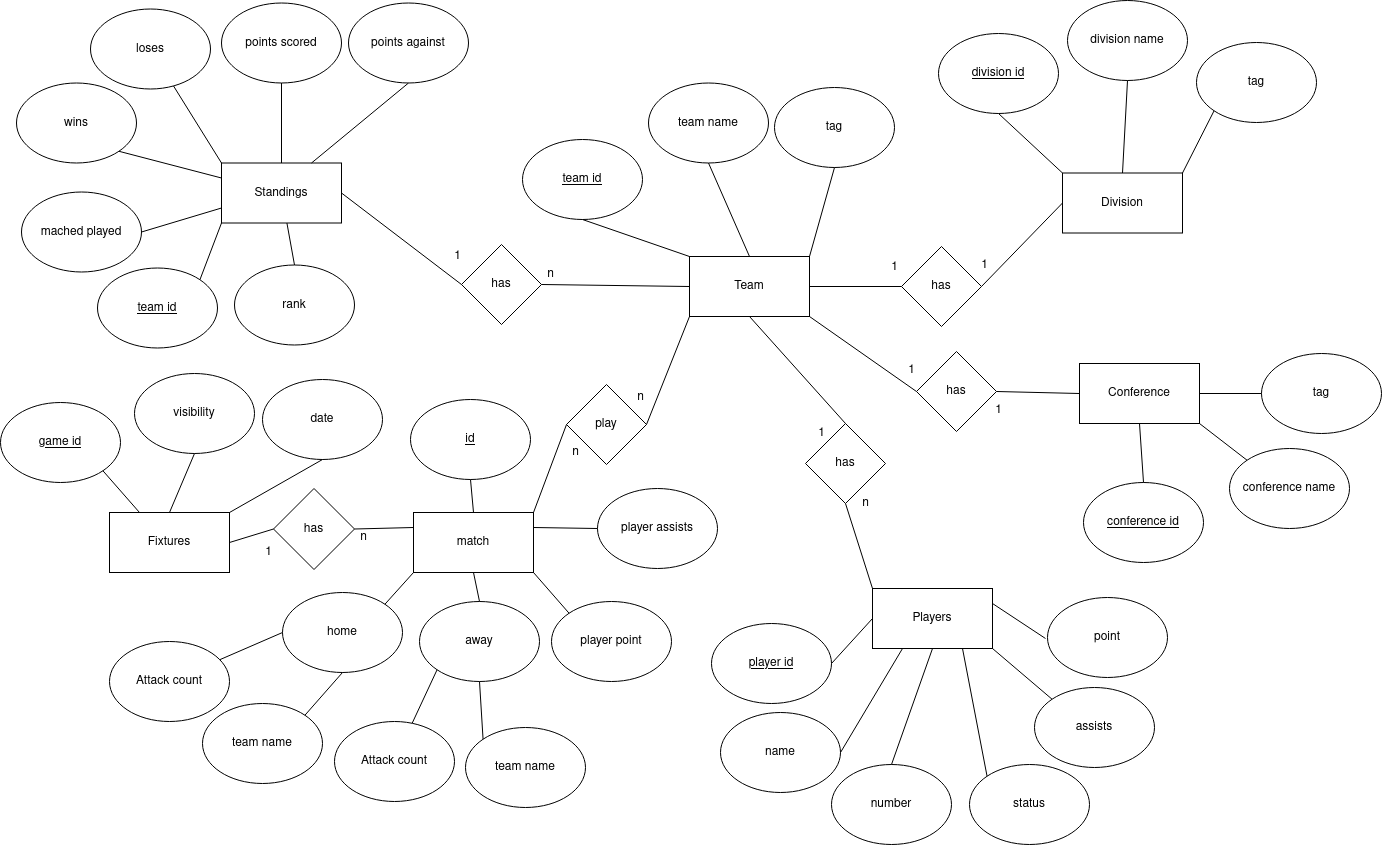 loses
points scored
points against
wins
Standings
mached played
team id
rank
1
has
n
team id
team name
tag
Team
division id
division name
tag
Division
1
has
1
1
has
1
Conference
tag
conference name
conference id
n
play
n
1
has
n
game id
visibility
date
Fixtures
1
has
n
id
match
player assists
home
away
player point
Attack count
team name
Attack count
team name
Players
player id
name
number
status
assists
point